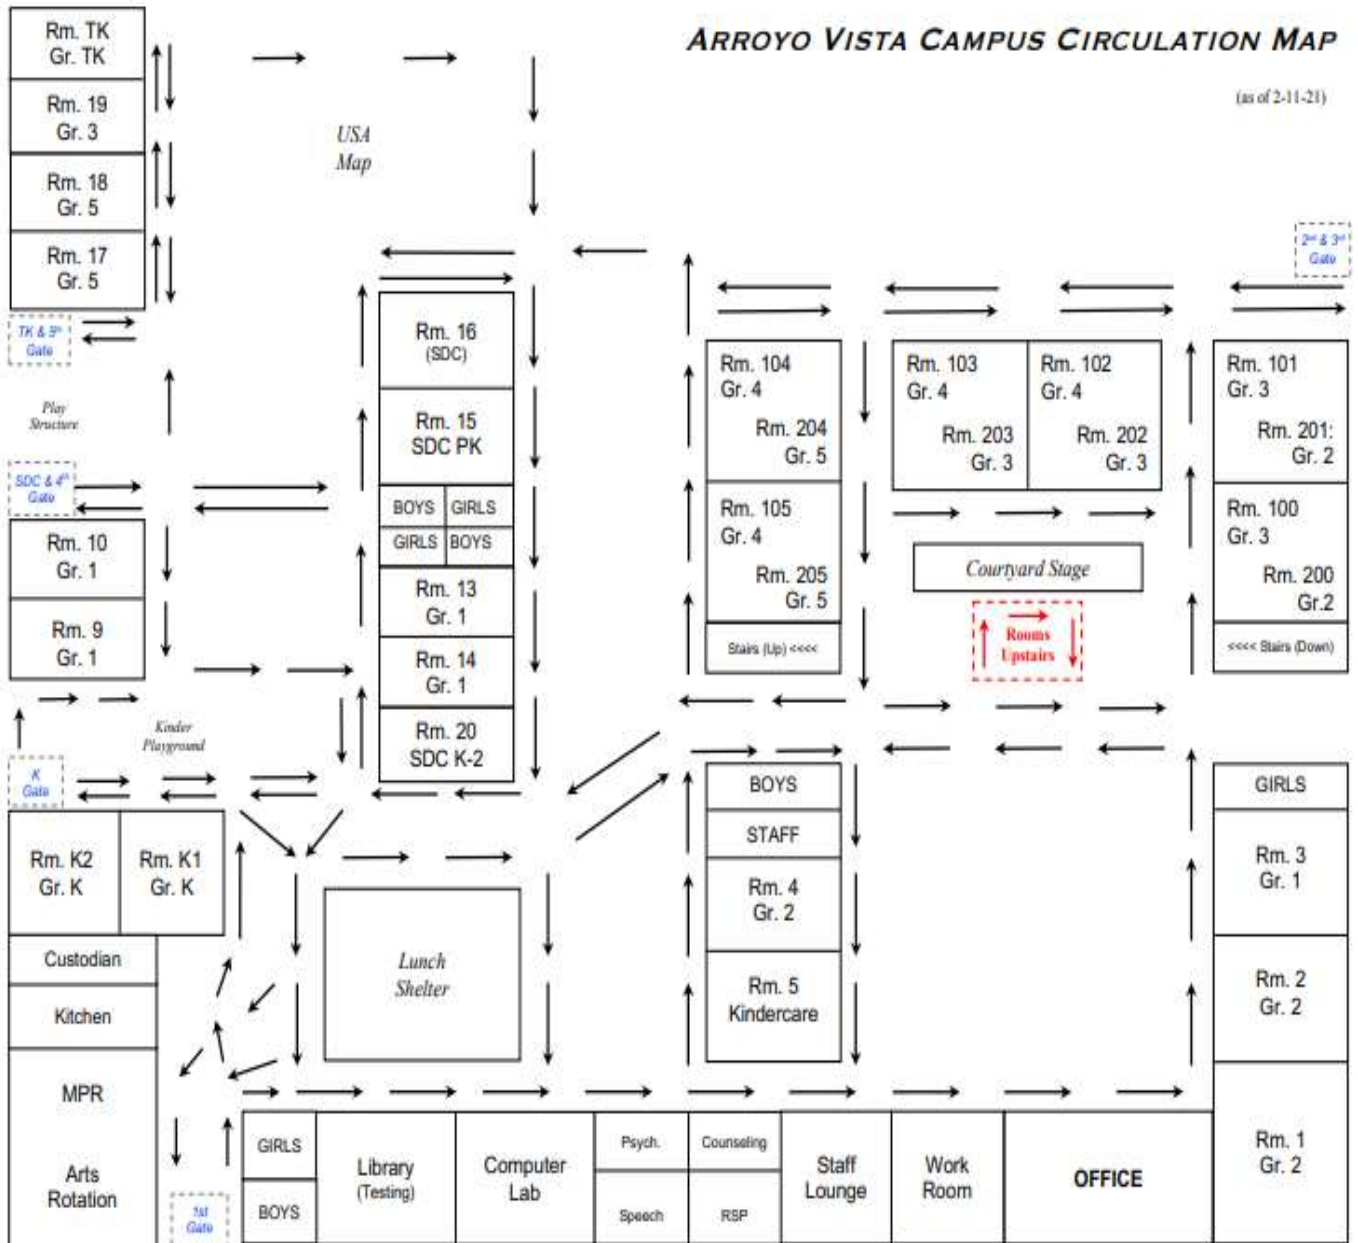 ARROYO VISTA CAMPUS CIRCULATION MAP
(as of 2-11-21)
Rm. TK
Gr. TK
Rm. 19
Gr. 3
Rm. 18
Gr. 5
Rm. 17
Gr. 5
USA
Map
TK & 5th
Gate
Play
Structure
SDC & 4th
Gate
Rm. 10
Gr. 1
Rm. 9
Gr. 1
Kinder
Playground
K
Gate
Rm. K2
Gr. K
Rm. K1
Gr. K
Custodian
Kitchen
MPR
Arts
Rotation
1st
Gate
Rm. 16
(SDC)
Rm. 15
SDC PK
BOYS
GIRLS
GIRLS
BOYS
Rm. 13
Gr. 1
Rm. 14
Gr. 1
Rm. 20
SDC K-2
Lunch
Shelter
2nd & 3rd
Gate
Rm. 104
Gr. 4
Rm. 204
Gr. 5
Rm. 105
Gr. 4
Rm. 205
Gr. 5
Stairs (Up) <<<<
Rm. 103
Gr. 4
Rm. 203
Gr. 3
Rm. 102
Gr. 4
Rm. 202
Gr. 3
Courtyard Stage
Rooms
Upstairs
Rm. 101
Gr. 3
Rm. 201:
Gr. 2
Rm. 100
Gr. 3
Rm. 200
Gr.2
<<<< Stairs (Down)
BOYS
STAFF
Rm. 4
Gr. 2
Rm. 5
Kindercare
GIRLS
Rm. 3
Gr. 1
Rm. 2
Gr. 2
Rm. 1
Gr. 2
GIRLS
BOYS
Library
(Testing)
Computer
Lab
Psych.
Counseling
Speech
RSP
Staff
Lounge
Work
Room
OFFICE